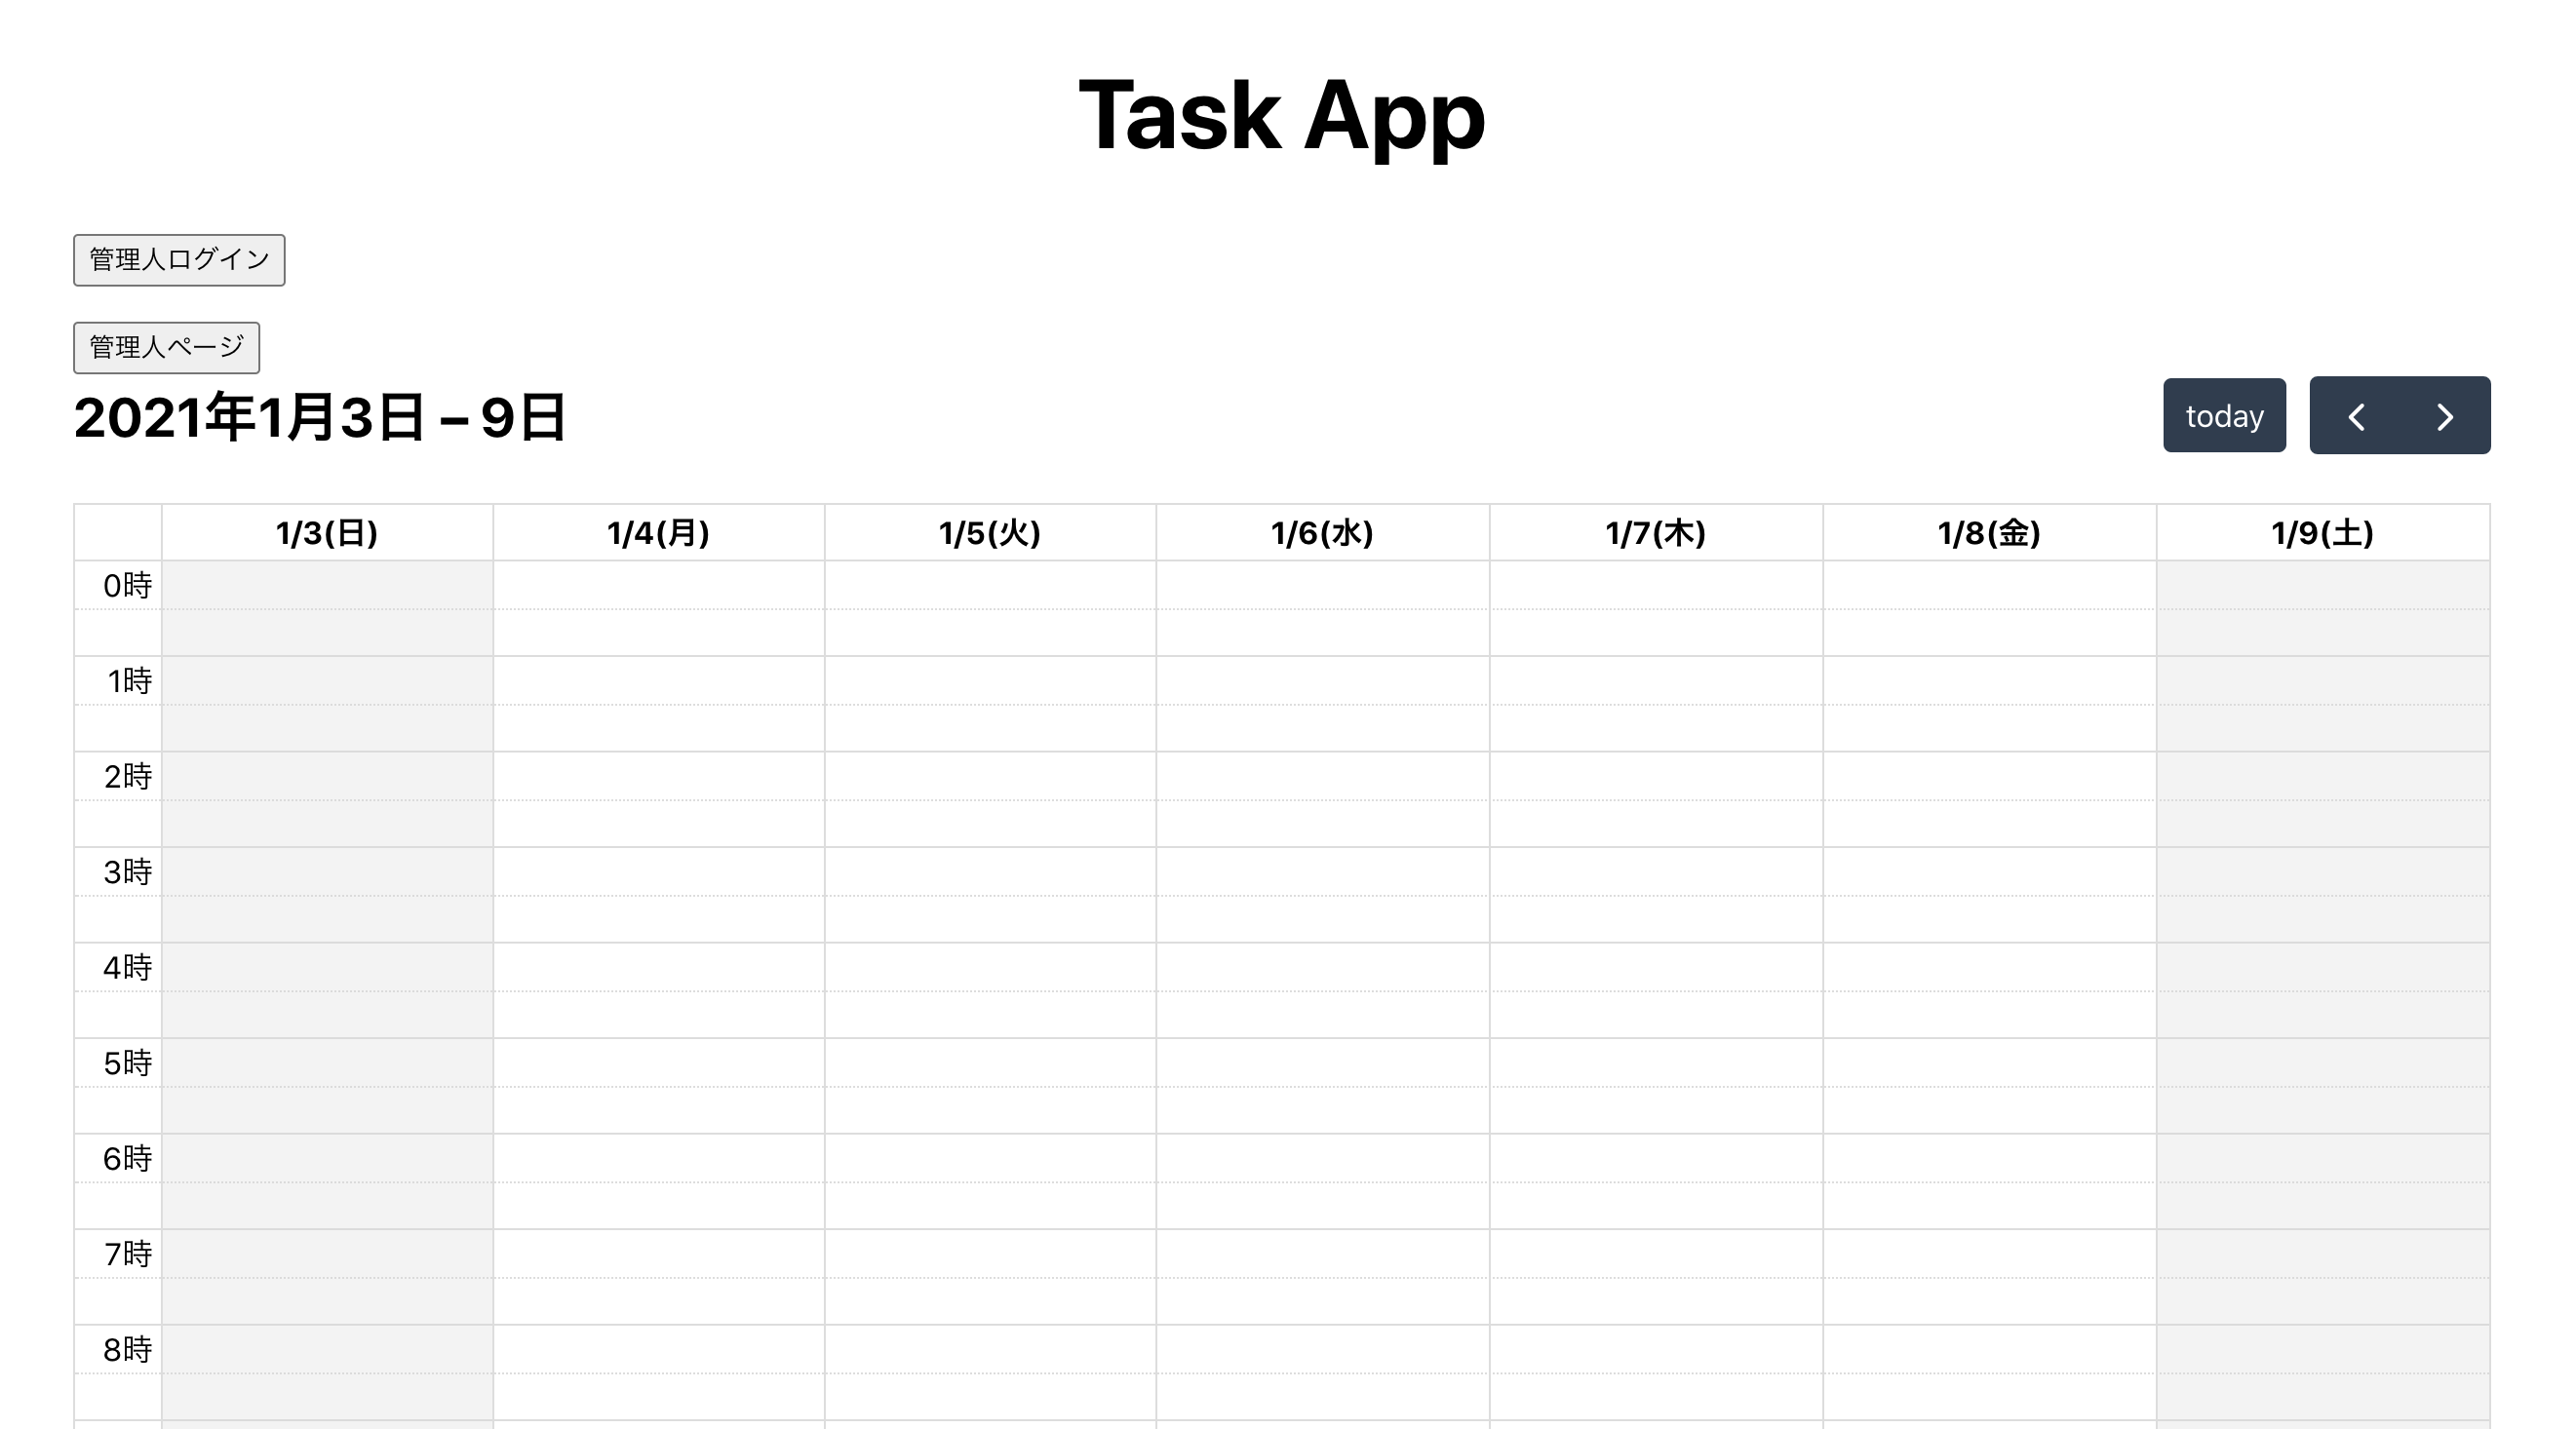 Task App
管理人ログイン
管理人ページ
2021年1月3日 – 9日
today
1/3(日) 1/4(月) 1/5(火) 1/6(水) 1/7(木) 1/8(金) 1/9(土)
0時
1時
2時
3時
4時
5時
6時
7時
8時